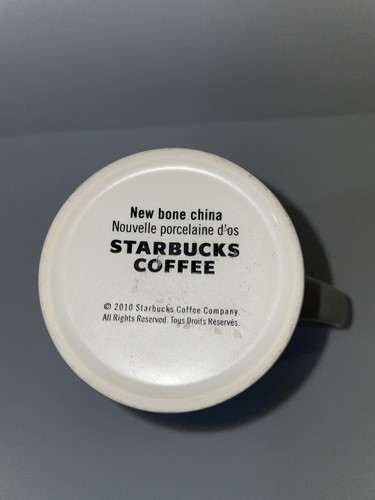 New bone china
Nouvelle porcelaine d'os
STARBUCKS
COFFEE
© 2010 Starbucks Coffee Company.
All Rights Reserved. Tous Droits Réservés.